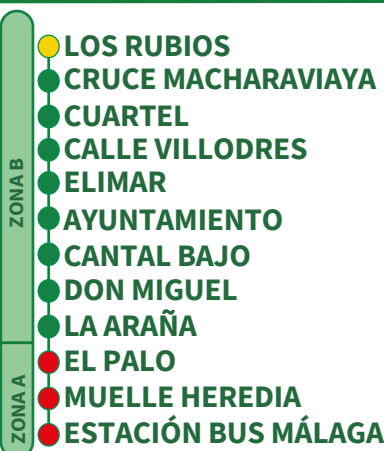 ZONA B
LOS RUBIOS
CRUCE MACHARAVIAYA
CUARTEL
CALLE VILLODRES
ELIMAR
AYUNTAMIENTO
CANTAL BAJO
DON MIGUEL
LA ARAÑA
ZONA A
EL PALO
MUELLE HEREDIA
ESTACIÓN BUS MÁLAGA